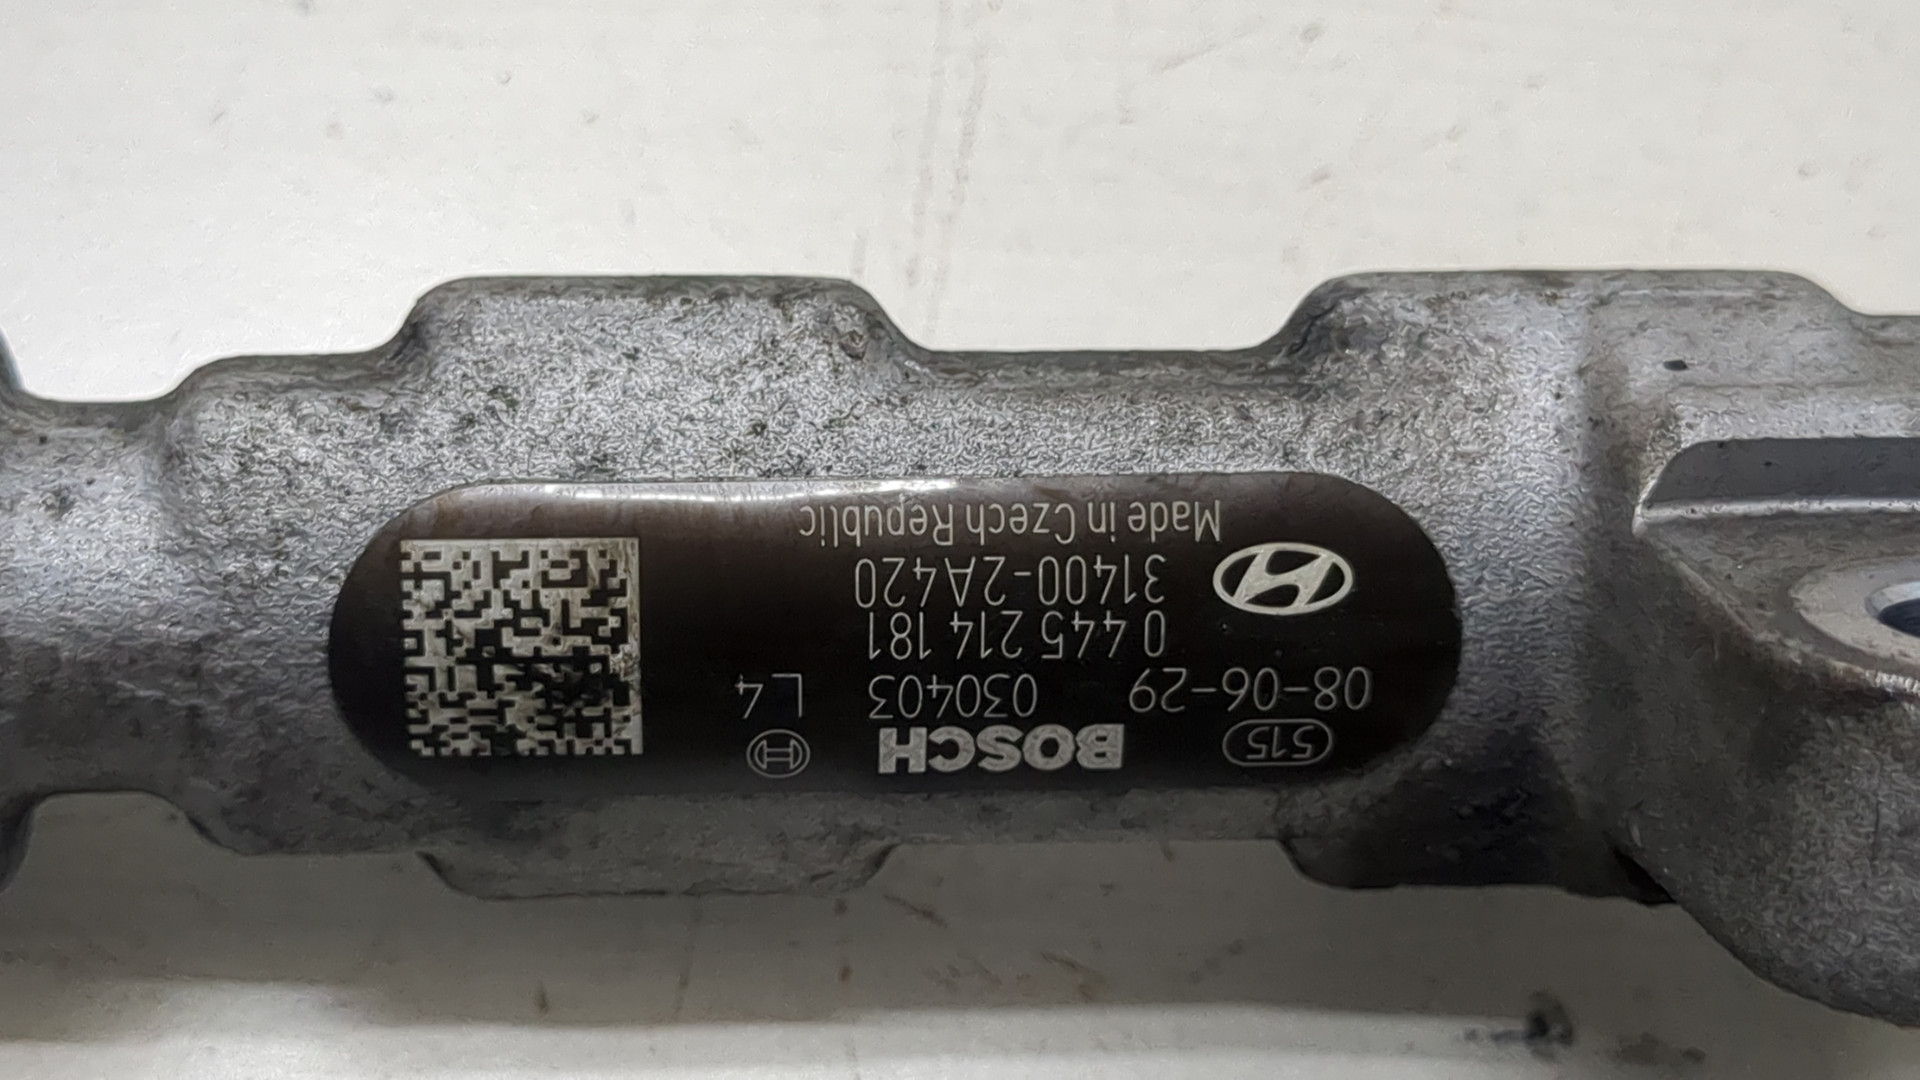 515 BOSCH
08-06-29 030403 L4
0 445 214 181
31400-2A420
Made in Czech Republic